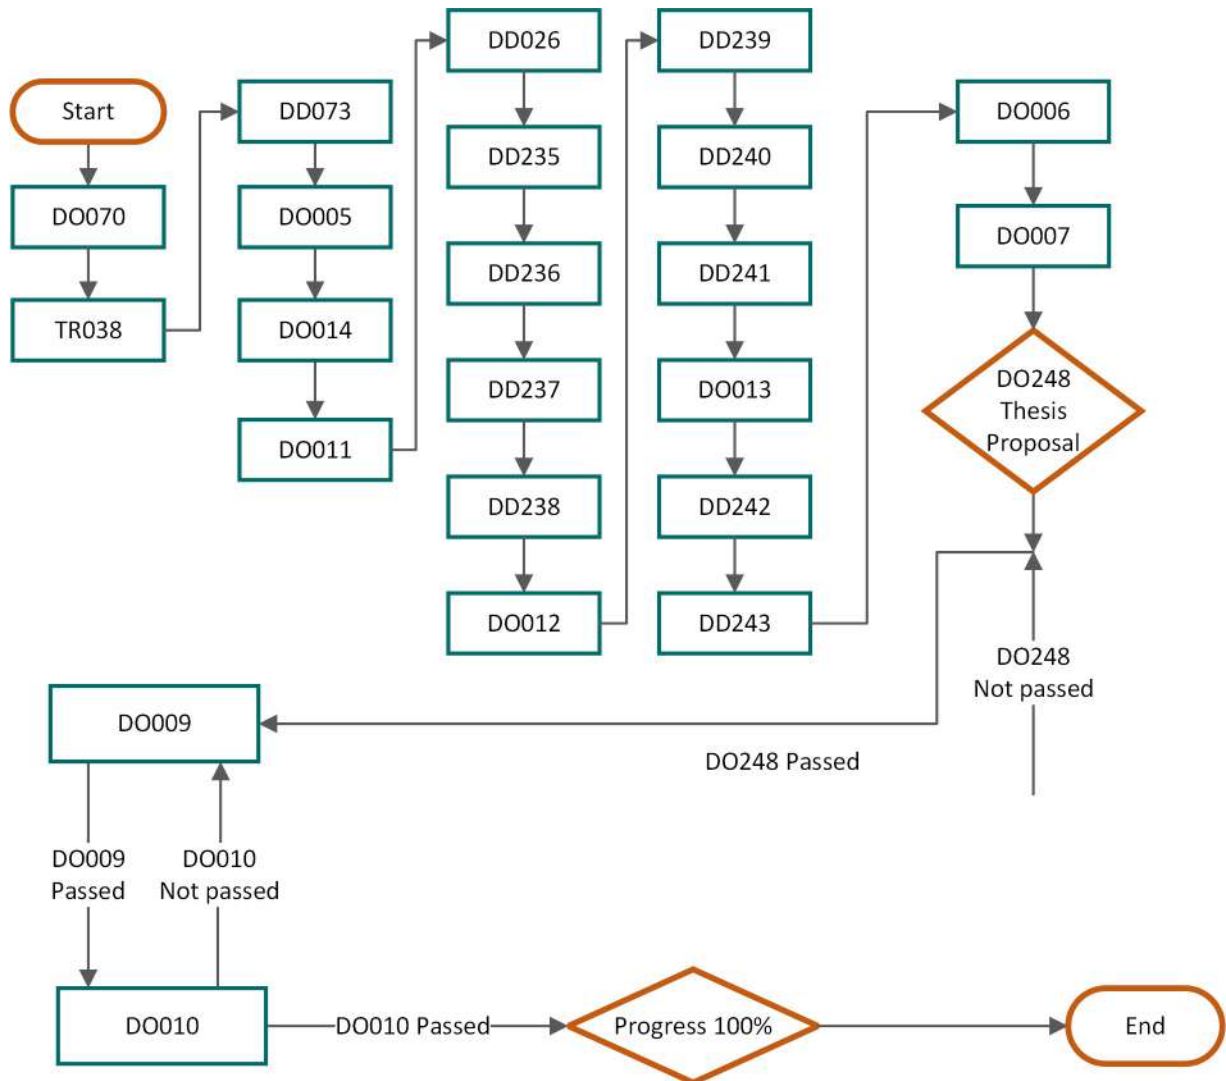 Start
DO070
TR038
DD073
DO005
DO014
DO011
DD026
DD235
DD236
DD237
DD238
DO012
DD239
DD240
DD241
DO013
DD242
DD243
DO006
DO007
DO248
Thesis
Proposal
DO248
Not passed
DO248 Passed
DO009
DO009
Passed
DO010
Not passed
DO010
DO010 Passed
Progress 100%
End